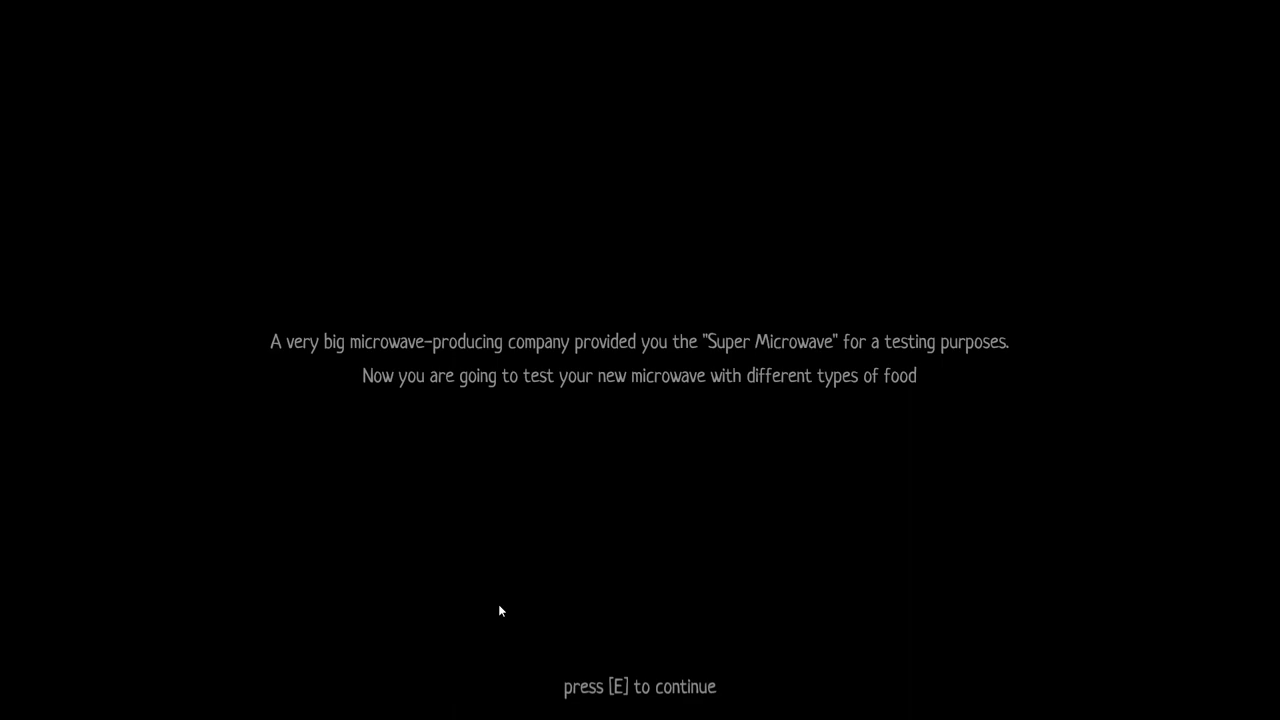 A very big microwave-producing company provided you the "Super Microwave" for a testing purposes.
Now you are going to test your new microwave with different types of food
press [E] to continue